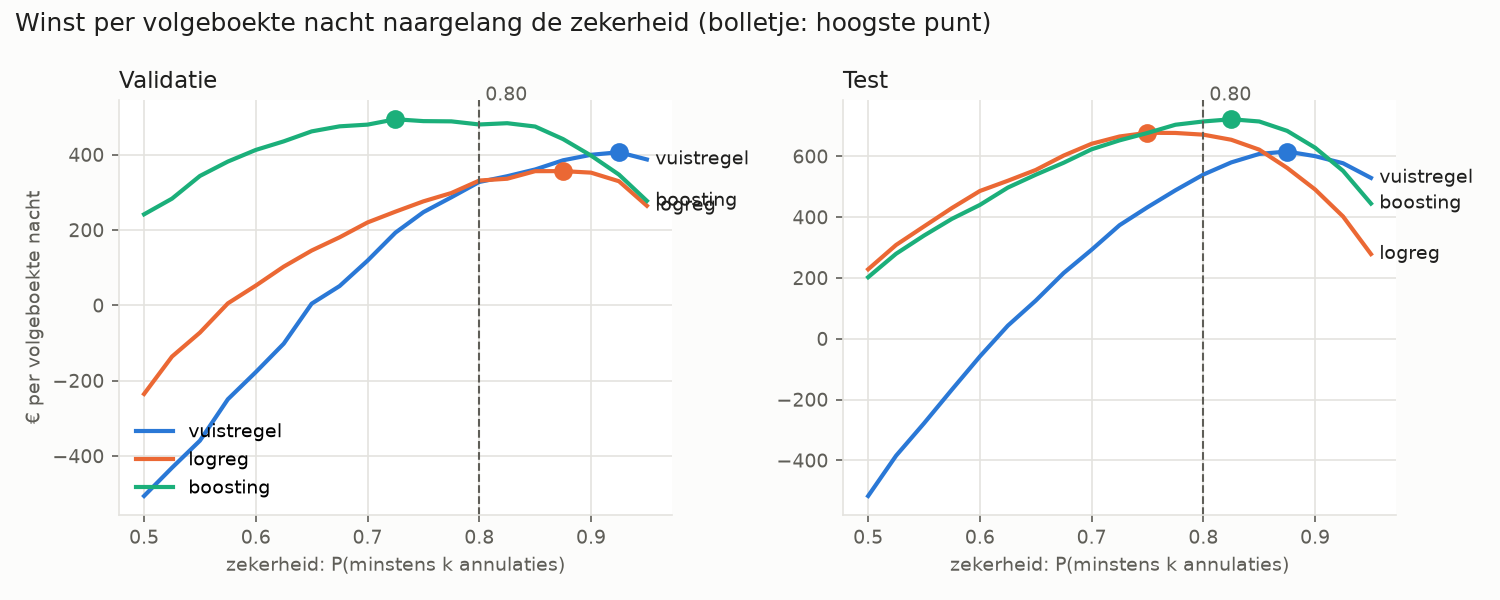 Winst per volgeboekte nacht naargelang de zekerheid (bolletje: hoogste punt)
Validatie
0.80
€ per volgeboekte nacht
400
200
0
−200
−400
vuistregel
boosting
logreg
vuistregel
logreg
boosting
0.5 0.6 0.7 0.8 0.9
zekerheid: P(minstens k annulaties)
Test
0.80
600
400
200
0
−200
−400
vuistregel
boosting
logreg
0.5 0.6 0.7 0.8 0.9
zekerheid: P(minstens k annulaties)